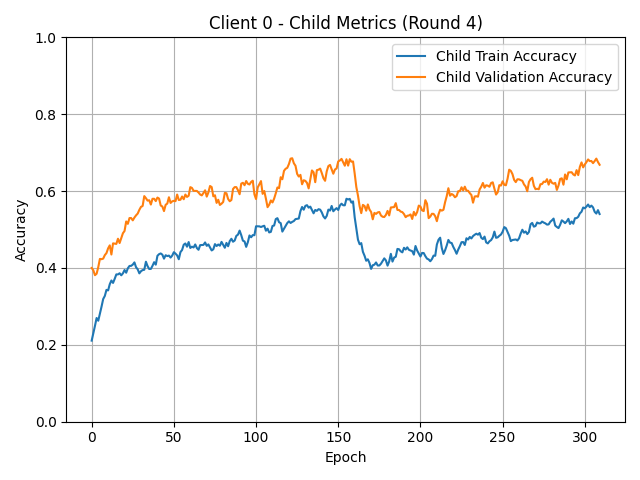 Client 0 - Child Metrics (Round 4)
1.0
0.8
0.6
0.4
0.2
0.0
Accuracy
Child Train Accuracy
Child Validation Accuracy
0 50 100 150 200 250 300
Epoch